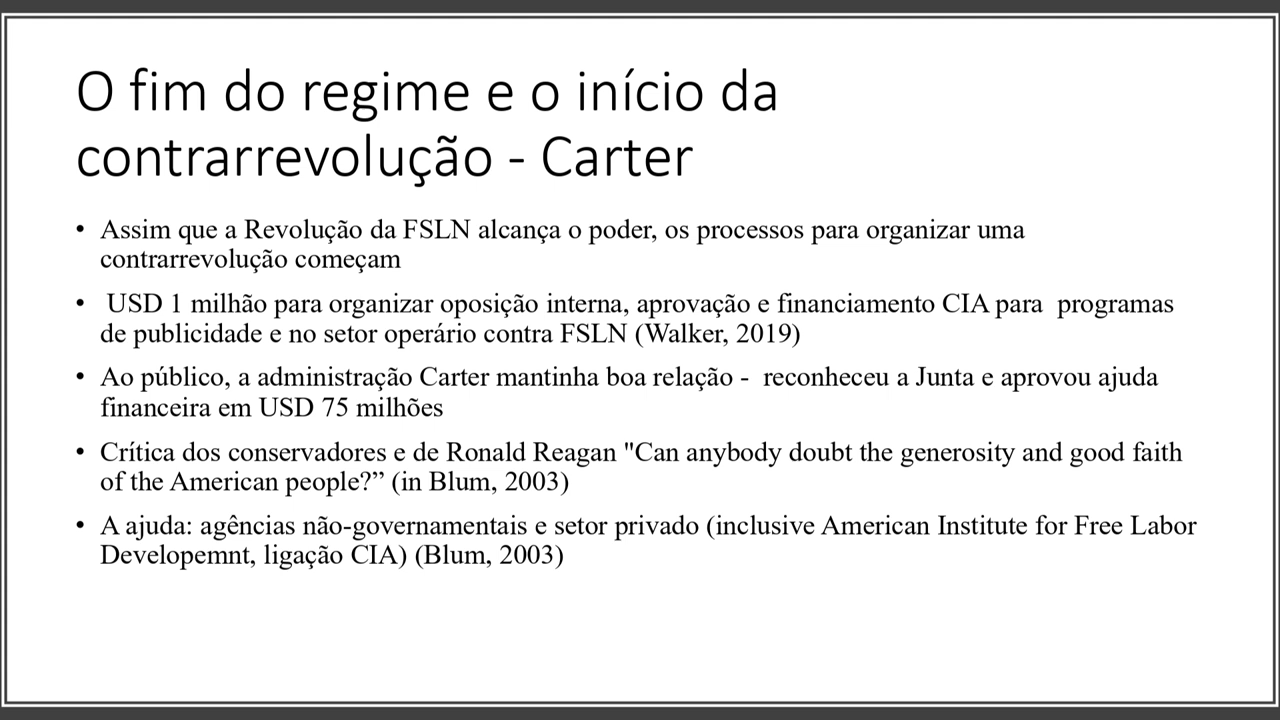 O fim do regime e o início da
contrarrevolução - Carter
• Assim que a Revolução da FSLN alcança o poder, os processos para organizar uma
contrarrevolução começam
• USD 1 milhão para organizar oposição interna, aprovação e financiamento CIA para  programas
de publicidade e no setor operário contra FSLN (Walker, 2019)
• Ao público, a administração Carter mantinha boa relação -  reconheceu a Junta e aprovou ajuda
financeira em USD 75 milhões
• Crítica dos conservadores e de Ronald Reagan "Can anybody doubt the generosity and good faith
of the American people?” (in Blum, 2003)
• A ajuda: agências não-governamentais e setor privado (inclusive American Institute for Free Labor
Developemnt, ligação CIA) (Blum, 2003)